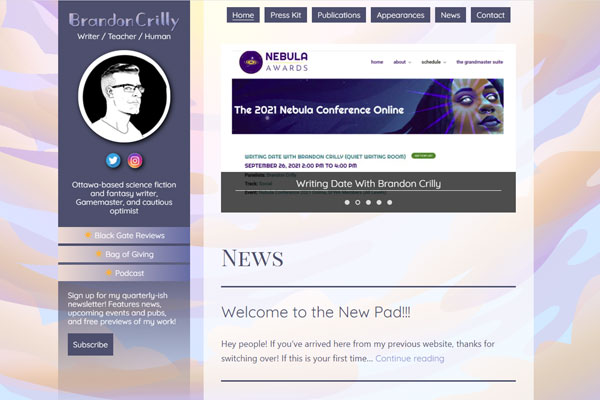 BrandonCrilly
Writer / Teacher / Human
Ottawa-based science fiction
and fantasy writer,
Gamemaster, and cautious
optimist
Black Gate Reviews
Bag of Giving
Podcast
Sign up for my quarterly-ish
newsletter! Features news,
upcoming events and pubs,
and free previews of my work!
Subscribe
Home Press Kit Publications Appearances News Contact
NEBULA
AWARDS
home about schedule the grandmaster suite
The 2021 Nebula Conference Online
WRITING DATE WITH BRANDON CRILLY (QUIET WRITING ROOM)
SEPTEMBER 26, 2021 2:00 PM TO 4:00 PM
Panelists: Brandon Crilly
Track: Social
Writing Date With Brandon Crilly
News
Welcome to the New Pad!!!
Hey people! If you’ve arrived here from my previous website, thanks for
switching over! If this is your first time… Continue reading